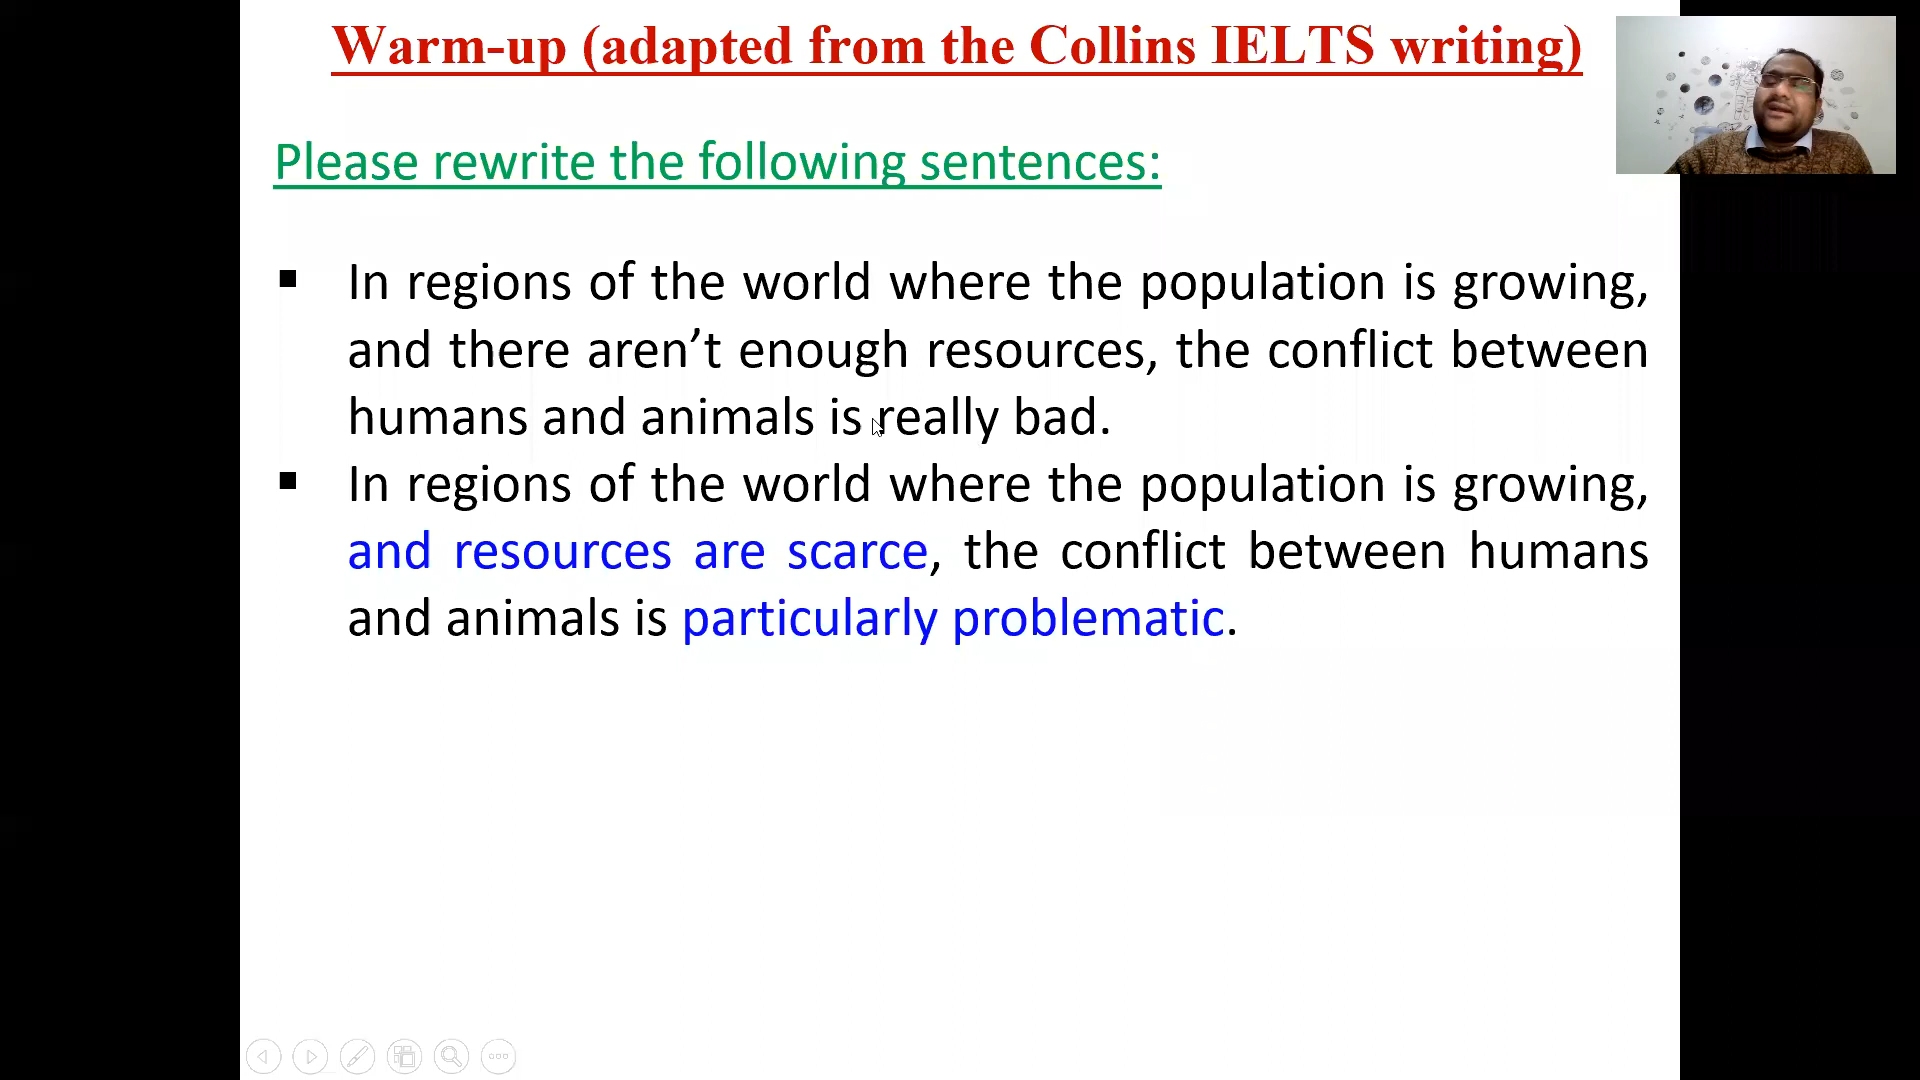 Warm-up (adapted from the Collins IELTS writing)
Please rewrite the following sentences:
▪ In regions of the world where the population is growing,
and there aren’t enough resources, the conflict between
humans and animals is really bad.
▪ In regions of the world where the population is growing,
and resources are scarce, the conflict between humans
and animals is particularly problematic.